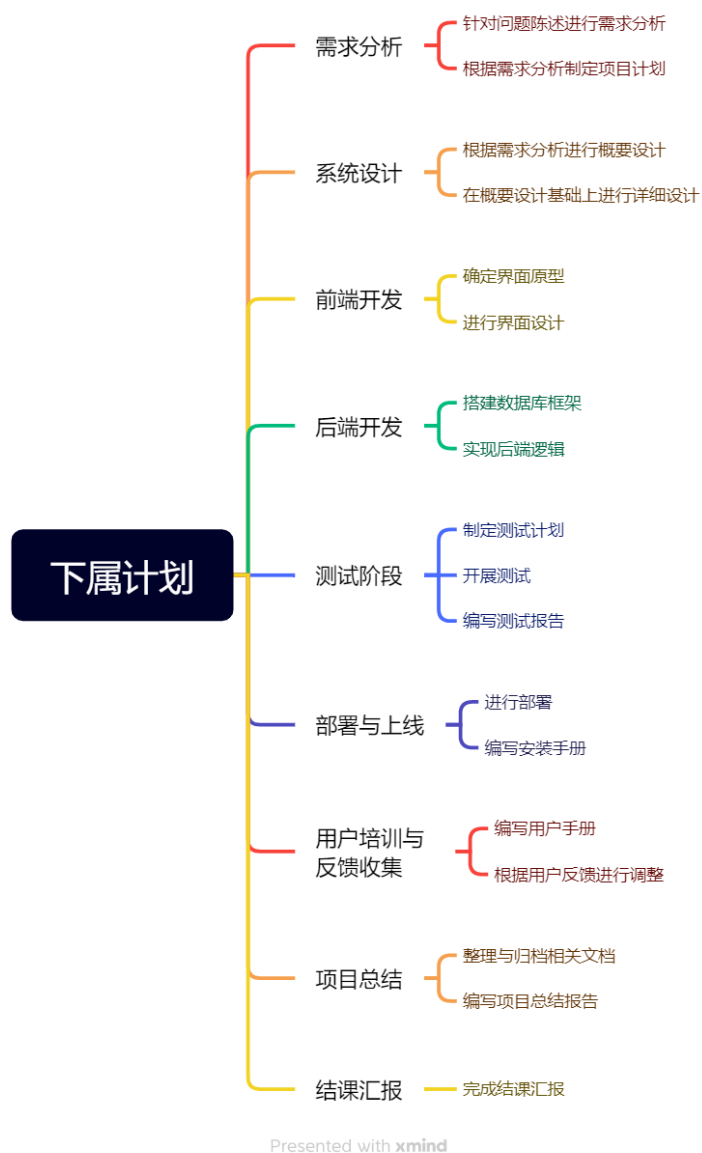 需求分析
针对问题陈述进行需求分析
根据需求分析制定项目计划
系统设计
根据需求分析进行概要设计
在概要设计基础上进行详细设计
前端开发
确定界面原型
进行界面设计
后端开发
搭建数据库框架
实现后端逻辑
下属计划
测试阶段
制定测试计划
开展测试
编写测试报告
部署与上线
进行部署
编写安装手册
用户培训与
反馈收集
编写用户手册
根据用户反馈进行调整
项目总结
整理与归档相关文档
编写项目总结报告
结课汇报
完成结课汇报
Presented with xmind